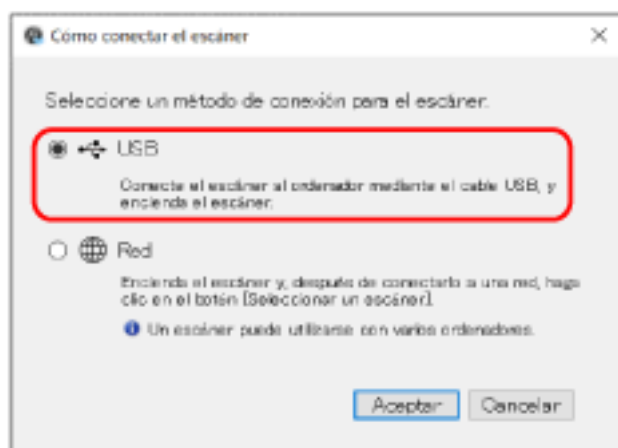 Cómo conectar el escáner
Seleccione un método de conexión para el escáner.
USB
Conecte el escáner al ordenador mediante el cable USB, y
encienda el escáner.
Red
Encienda el escáner y, después de conectarlo a una red, haga
clic en el botón [Seleccionar un escáner].
Un escáner puede utilizarse con varios ordenadores.
Aceptar
Cancelar